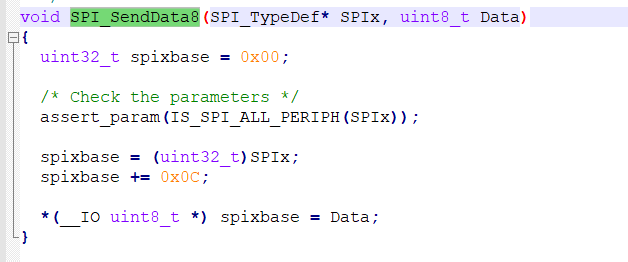 void SPI_SendData8(SPI_TypeDef* SPIx, uint8_t Data)
{
  uint32_t spixbase = 0x00;
  /* Check the parameters */
  assert_param(IS_SPI_ALL_PERIPH(SPIx));
  spixbase = (uint32_t)SPIx;
  spixbase += 0x0C;
  *(__IO uint8_t *) spixbase = Data;
}